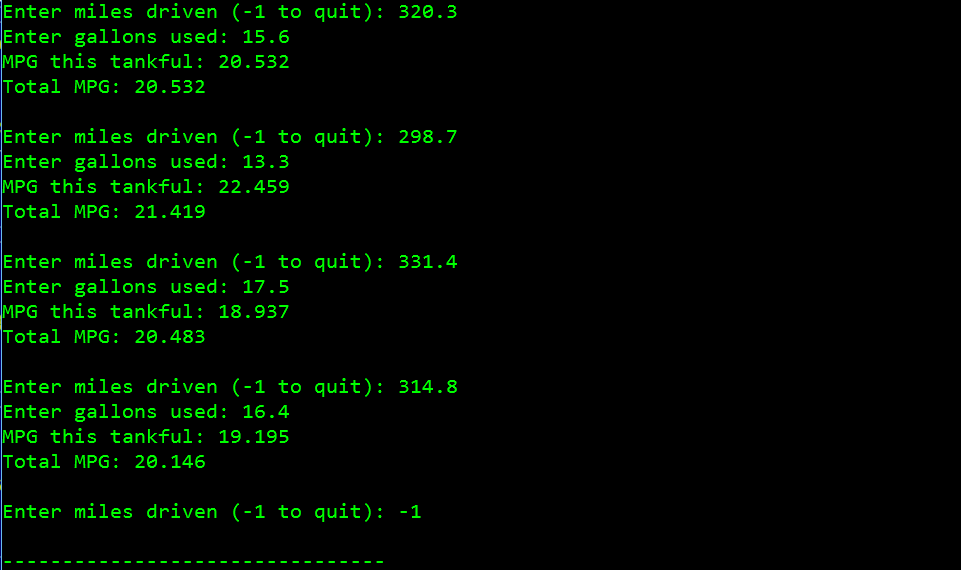 Enter miles driven (-1 to quit): 320.3
Enter gallons used: 15.6
MPG this tankful: 20.532
Total MPG: 20.532
Enter miles driven (-1 to quit): 298.7
Enter gallons used: 13.3
MPG this tankful: 22.459
Total MPG: 21.419
Enter miles driven (-1 to quit): 331.4
Enter gallons used: 17.5
MPG this tankful: 18.937
Total MPG: 20.483
Enter miles driven (-1 to quit): 314.8
Enter gallons used: 16.4
MPG this tankful: 19.195
Total MPG: 20.146
Enter miles driven (-1 to quit): -1
--------------------------------